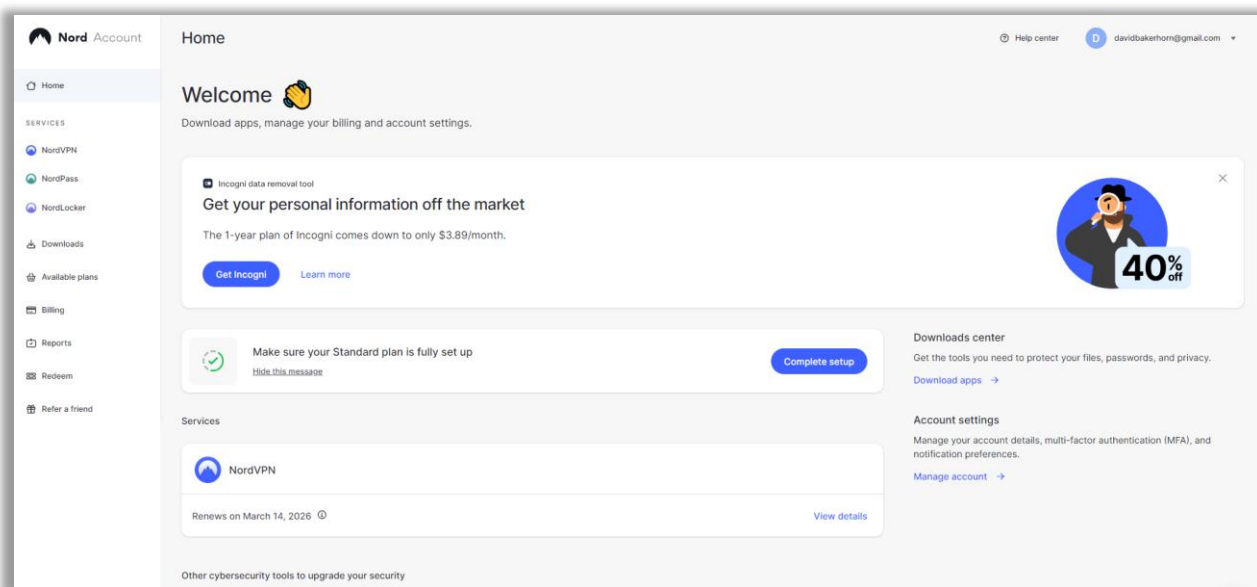 Nord Account
Home
Help center
D
davidbakerhorn@gmail.com
Home
SERVICES
NordVPN
NordPass
NordLocker
Downloads
Available plans
Billing
Reports
Redeem
Refer a friend
Welcome
Download apps, manage your billing and account settings.
Incogni data removal tool
Get your personal information off the market
The 1-year plan of Incogni comes down to only $3.89/month.
Get Incogni
Learn more
40% off
Make sure your Standard plan is fully set up
Hide this message
Complete setup
Services
NordVPN
Renews on March 14, 2026
View details
Other cybersecurity tools to upgrade your security
Downloads center
Get the tools you need to protect your files, passwords, and privacy.
Download apps →
Account settings
Manage your account details, multi-factor authentication (MFA), and
notification preferences.
Manage account →